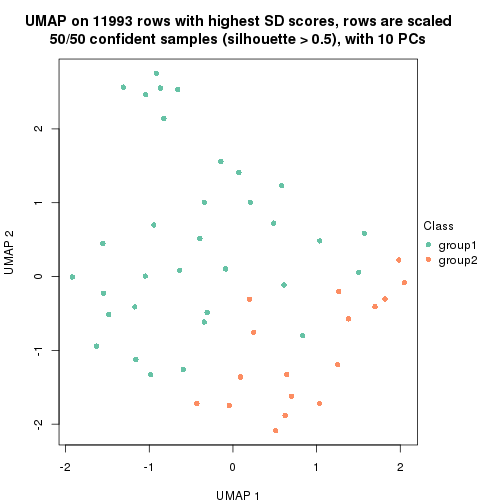 UMAP on 11993 rows with highest SD scores, rows are scaled
50/50 confident samples (silhouette > 0.5), with 10 PCs
Class
group1
group2
UMAP 2
2
1
0
-1
-2
-2
-1
0
1
2
UMAP 1